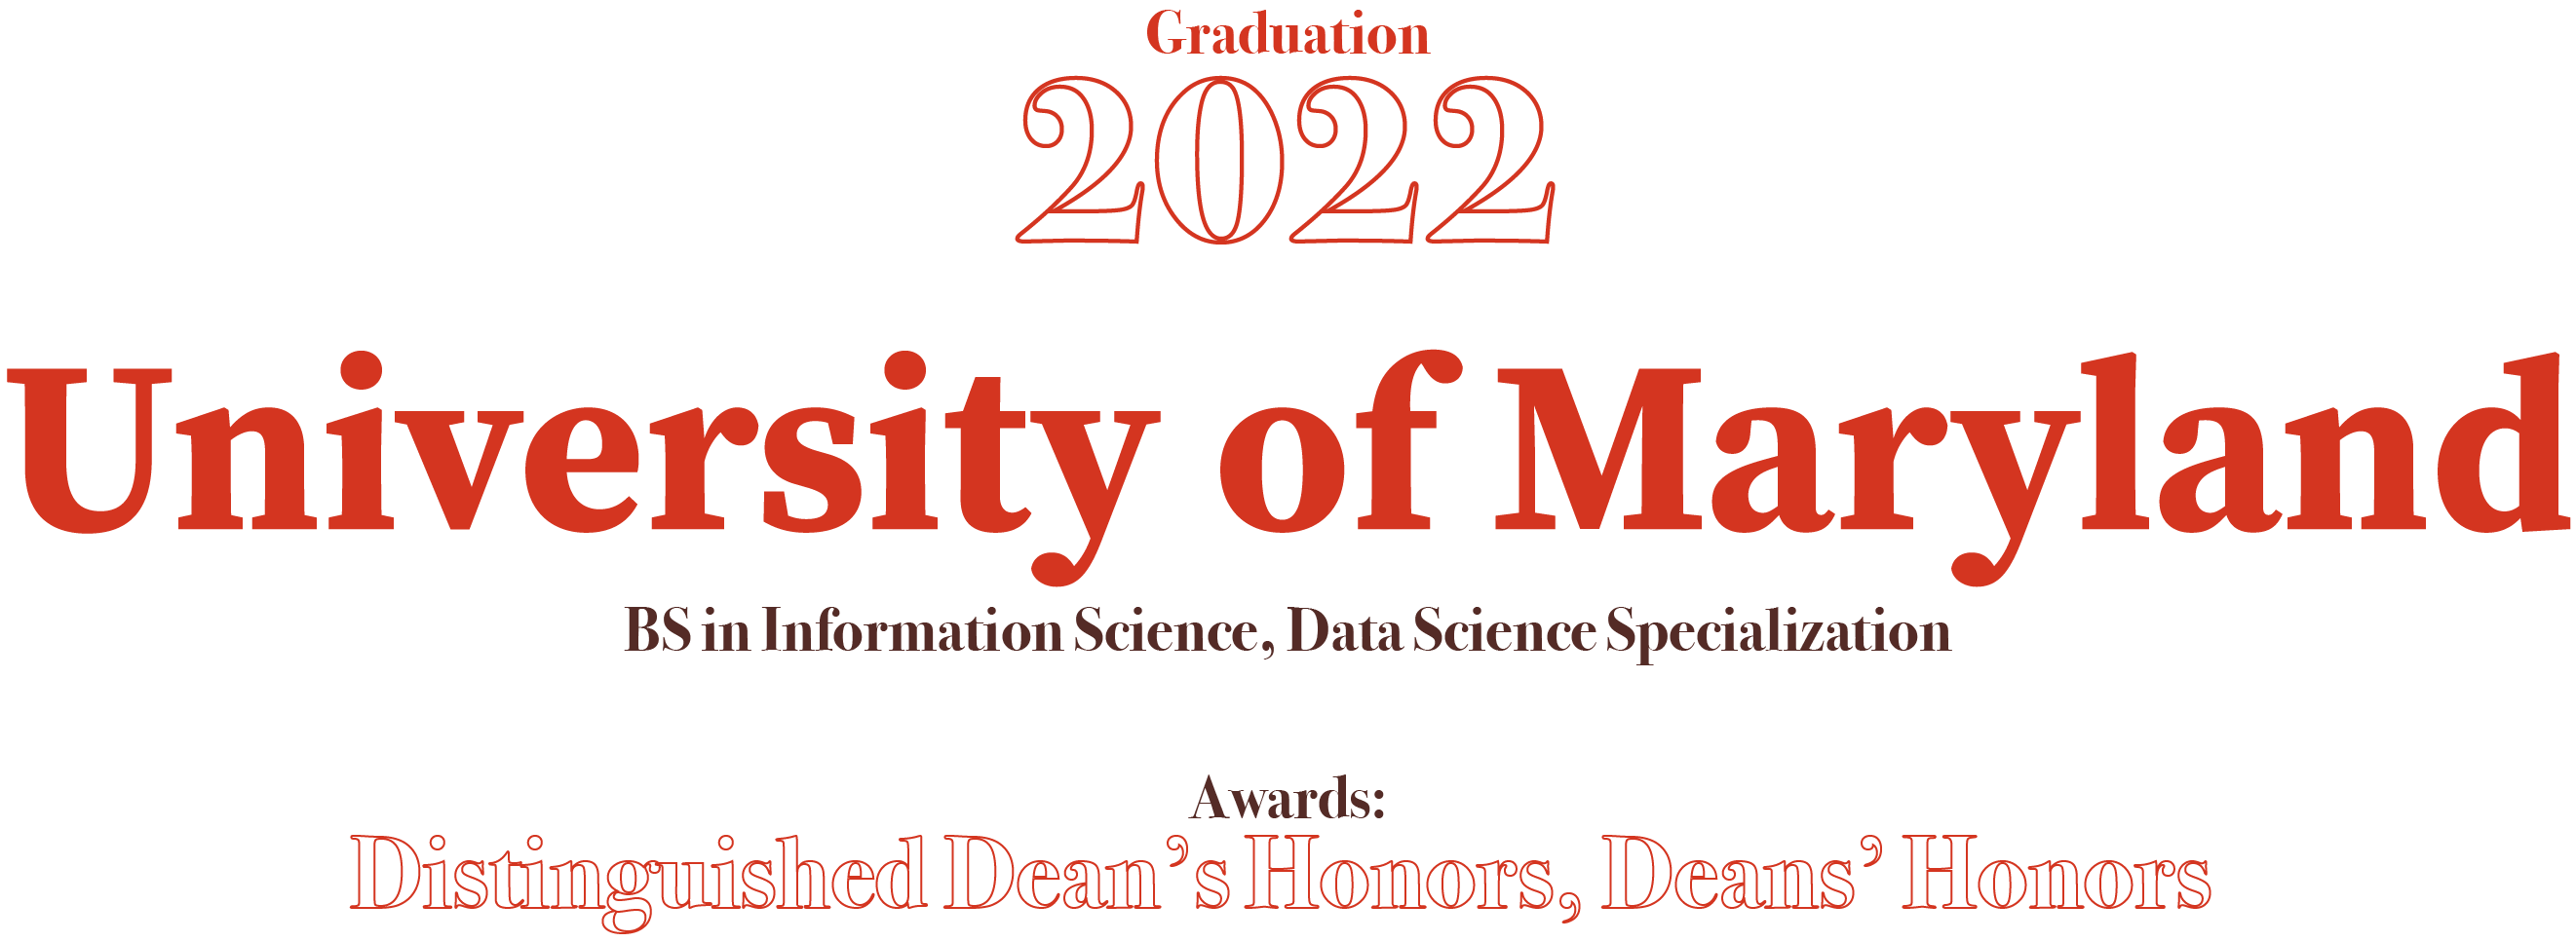 Graduation
2022
University of Maryland
BS in Information Science, Data Science Specialization
Awards:
Distinguished Dean’s Honors, Deans’ Honors